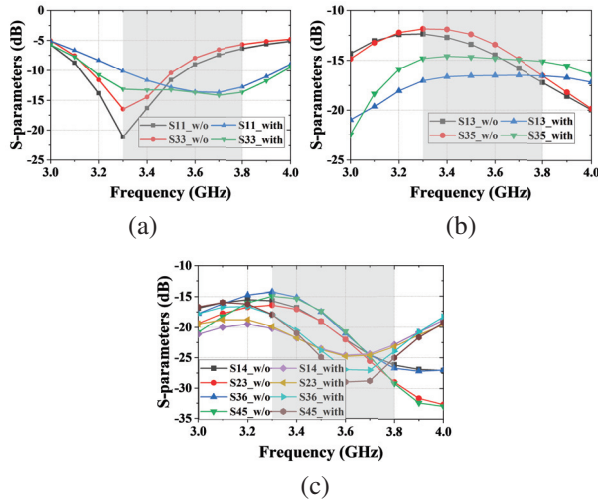 0
-5
-10
-15
-20
-25
S-parameters (dB)
S11_w/o S11_with
S33_w/o S33_with
3.0 3.2 3.4 3.6 3.8 4.0
Frequency (GHz)
(a)
-10
-15
-20
-25
S-parameters (dB)
S13_w/o S13_with
S35_w/o S35_with
3.0 3.2 3.4 3.6 3.8 4.0
Frequency (GHz)
(b)
-10
-15
-20
-25
-30
-35
S-parameters (dB)
S14_w/o S14_with
S23_w/o S23_with
S36_w/o S36_with
S45_w/o S45_with
3.0 3.2 3.4 3.6 3.8 4.0
Frequency (GHz)
(c)